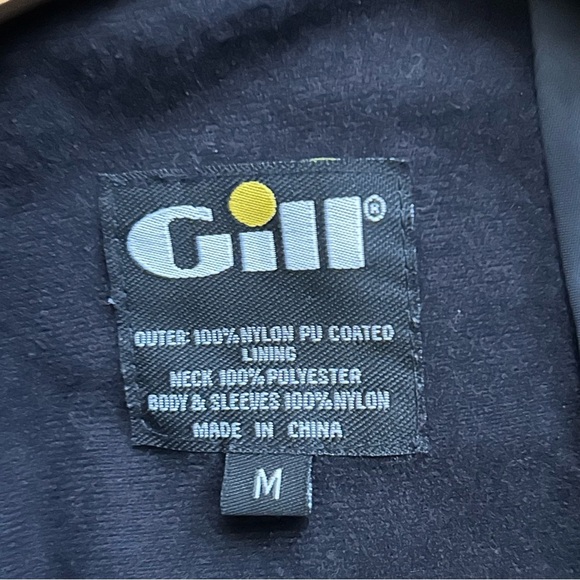 Gill®
OUTER: 100% NYLON PU COATED
LINING
NECK 100% POLYESTER
BODY & SLEEVES 100% NYLON
MADE IN CHINA
M